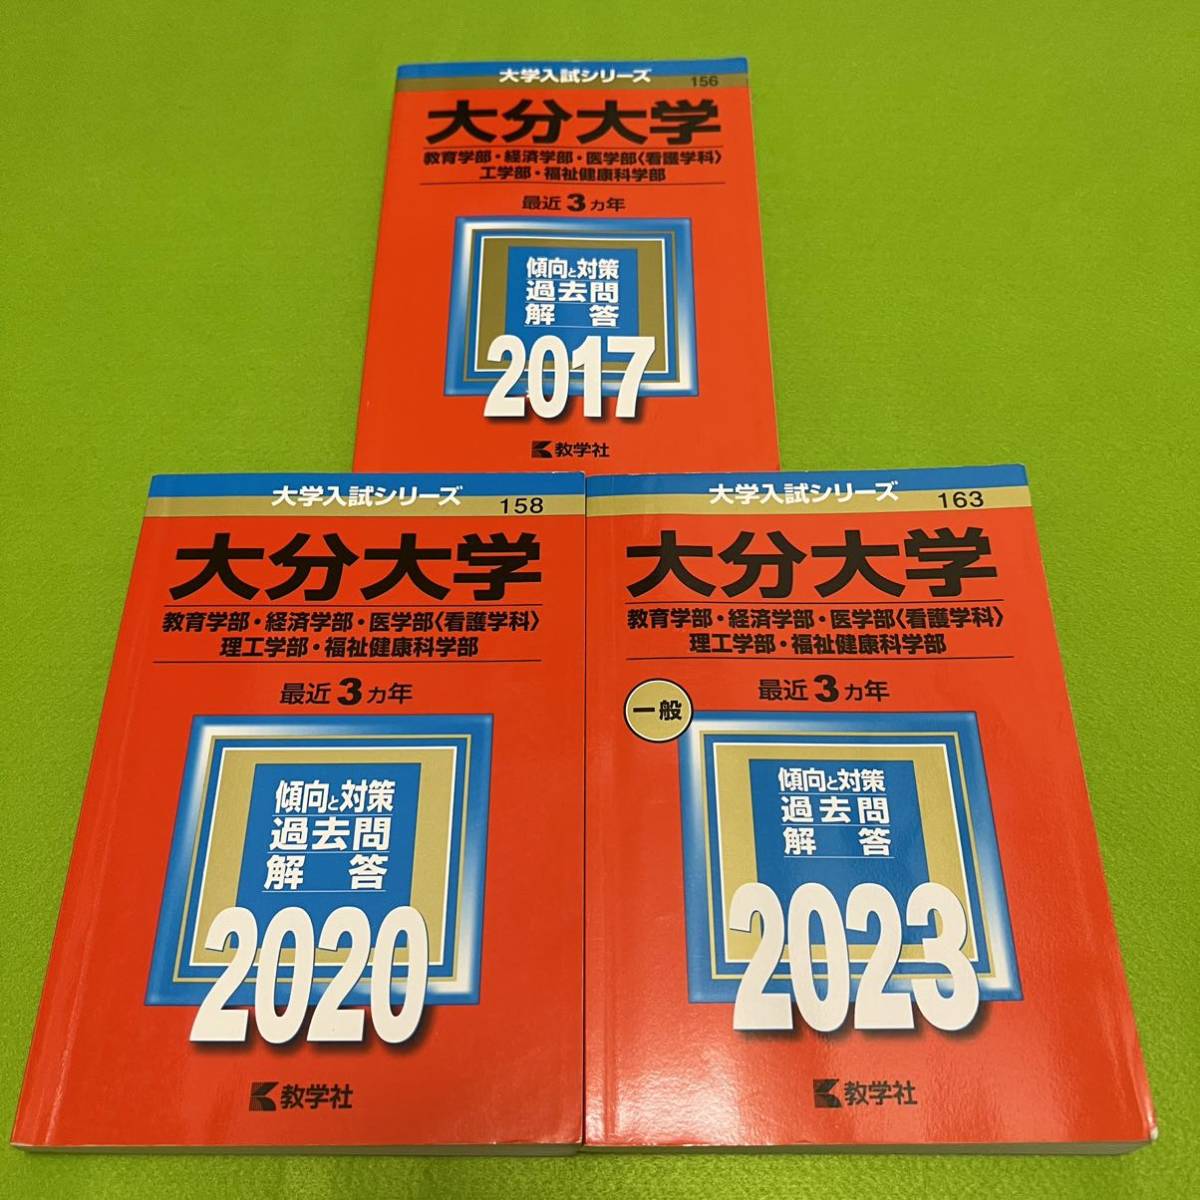 大学入試シリーズ
156
大分大学
教育学部・経済学部・医学部〈看護学科〉
工学部・福祉健康科学部
最近3カ年
傾向と対策
過去問
解答
2017
教学社
大学入試シリーズ
158
大分大学
教育学部・経済学部・医学部〈看護学科〉
理工学部・福祉健康科学部
最近3カ年
傾向と対策
過去問
解答
2020
教学社
大学入試シリーズ
163
大分大学
教育学部・経済学部・医学部〈看護学科〉
理工学部・福祉健康科学部
最近3カ年
一般
傾向と対策
過去問
解答
2023
教学社